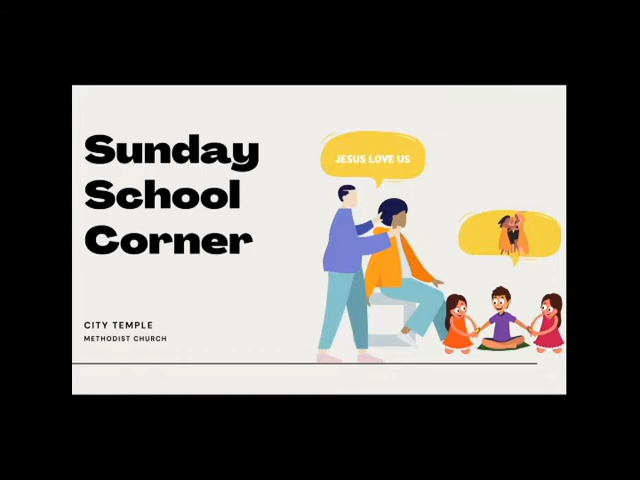 Sunday
School
Corner
JESUS LOVE US
CITY TEMPLE
METHODIST CHURCH